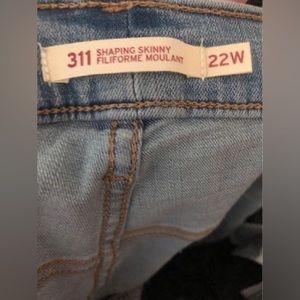 311 SHAPING SKINNY
FILIFORME MOULANT
22W